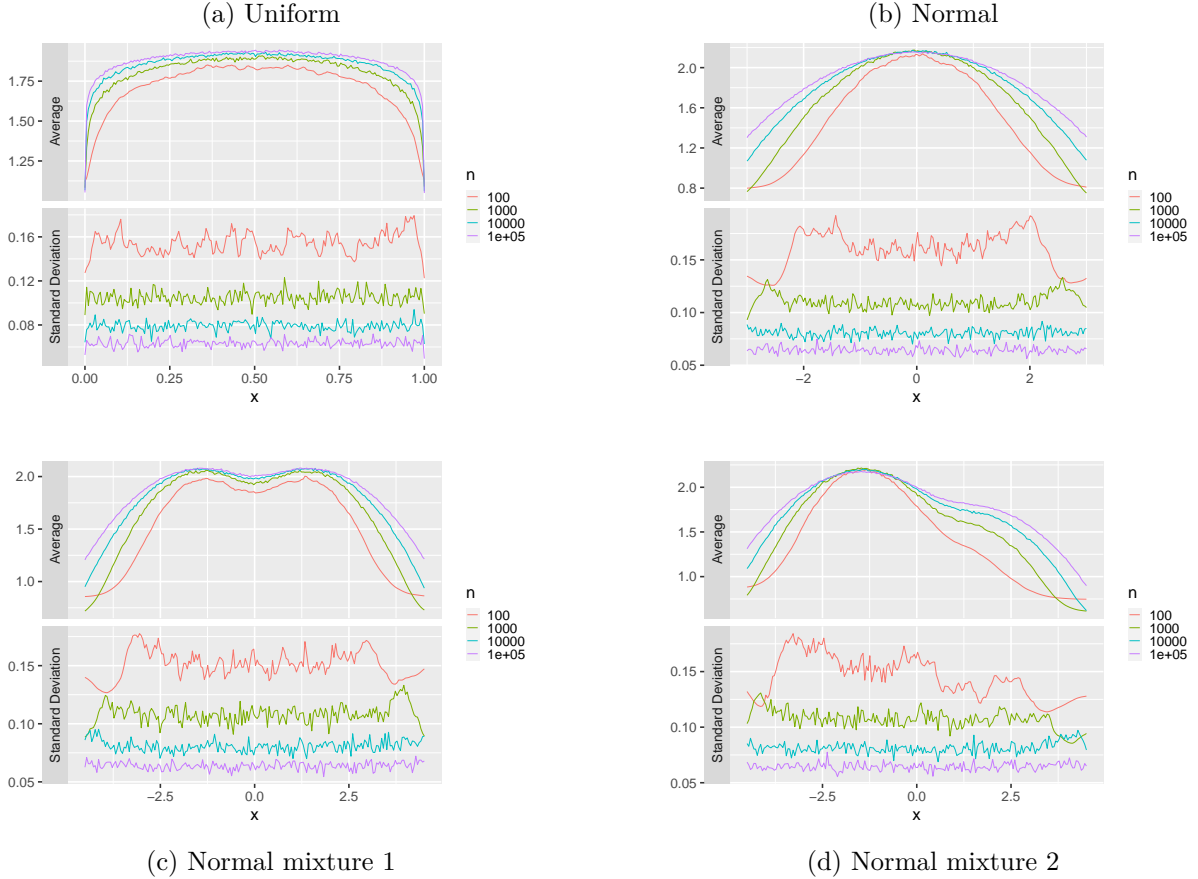 (a) Uniform
Average
1.75
1.50
1.25
Standard Deviation
0.16
0.12
0.08
0.00 0.25 0.50 0.75 1.00
x
n
100
1000
10000
1e+05
(b) Normal
Average
2.0
1.6
1.2
0.8
Standard Deviation
0.15
0.10
0.05
−2 0 2
x
n
100
1000
10000
1e+05
Average
2.0
1.5
1.0
Standard Deviation
0.15
0.10
0.05
−2.5 0.0 2.5
x
n
100
1000
10000
1e+05
(c) Normal mixture 1
Average
2.0
1.5
1.0
Standard Deviation
0.20
0.15
0.10
0.05
−2.5 0.0 2.5
x
n
100
1000
10000
1e+05
(d) Normal mixture 2